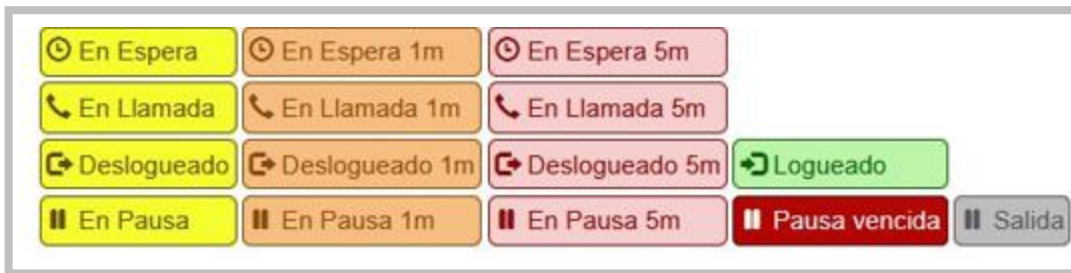 En Espera En Espera 1m En Espera 5m
En Llamada En Llamada 1m En Llamada 5m
Deslogueado Deslogueado 1m Deslogueado 5m Logueado
En Pausa En Pausa 1m En Pausa 5m Pausa vencida Salida